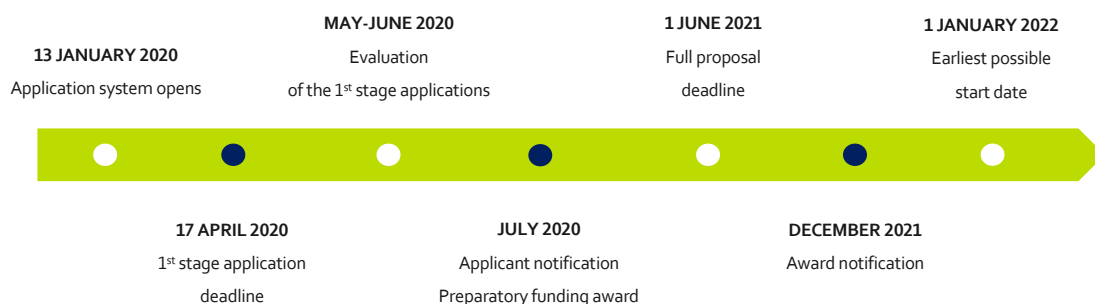 13 JANUARY 2020
Application system opens
MAY-JUNE 2020
Evaluation
of the 1st stage applications
1 JUNE 2021
Full proposal
deadline
1 JANUARY 2022
Earliest possible
start date
17 APRIL 2020
1st stage application
deadline
JULY 2020
Applicant notification
Preparatory funding award
DECEMBER 2021
Award notification